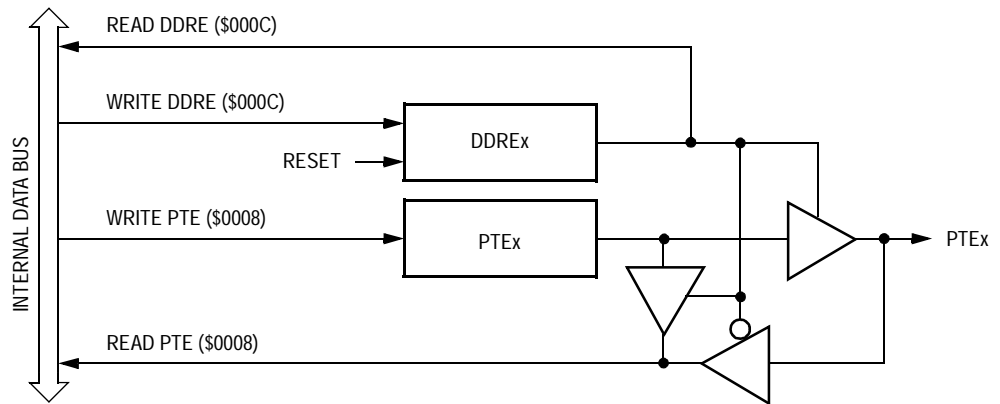 READ DDRE ($000C)
WRITE DDRE ($000C)
DDREx
RESET
WRITE PTE ($0008)
PTEx
PTEx
READ PTE ($0008)
INTERNAL DATA BUS